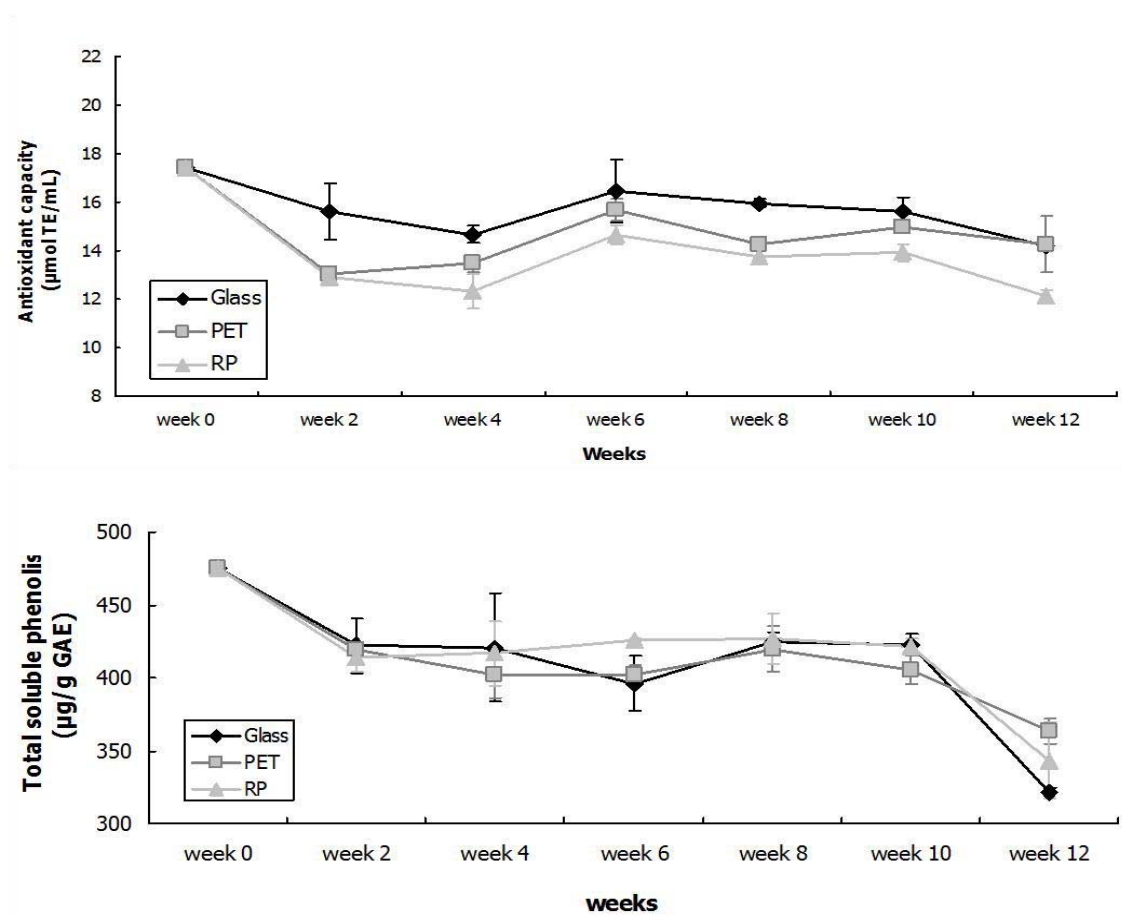 22
20
18
16
14
12
10
8
Antioxidant capacity
(µmol TE/mL)
Glass
PET
RP
week 0 week 2 week 4 week 6 week 8 week 10 week 12
Weeks
500
450
400
350
300
Total soluble phenolis
(µg/g GAE)
Glass
PET
RP
week 0 week 2 week 4 week 6 week 8 week 10 week 12
weeks